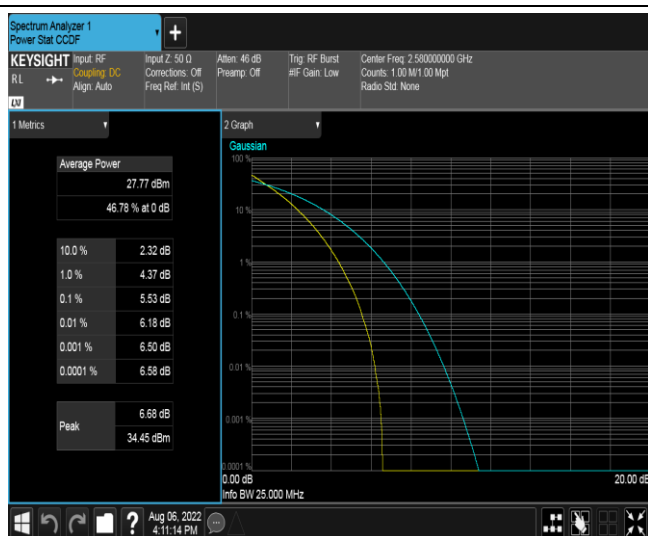 Spectrum Analyzer 1
Power Stat CCDF
+
KEYSIGHT
RL
LXI
Input: RF
Coupling: DC
Align: Auto
Input Z: 50 Ω
Corrections: Off
Freq Ref: Int (S)
Atten: 46 dB
Preamp: Off
Trig: RF Burst
#IF Gain: Low
Center Freq: 2.580000000 GHz
Counts: 1.00 M/1.00 Mpt
Radio Std: None
1 Metrics
Average Power
27.77 dBm
46.78 % at 0 dB
10.0 % 2.32 dB
1.0 % 4.37 dB
0.1 % 5.53 dB
0.01 % 6.18 dB
0.001 % 6.50 dB
0.0001 % 6.58 dB
Peak
6.68 dB
34.45 dBm
2 Graph
Gaussian
100 %
10 %
1 %
0.1 %
0.01 %
0.001 %
0.0001 %
0.00 dB
20.00 dB
Info BW 25.000 MHz
?
Aug 06, 2022
4:11:14 PM